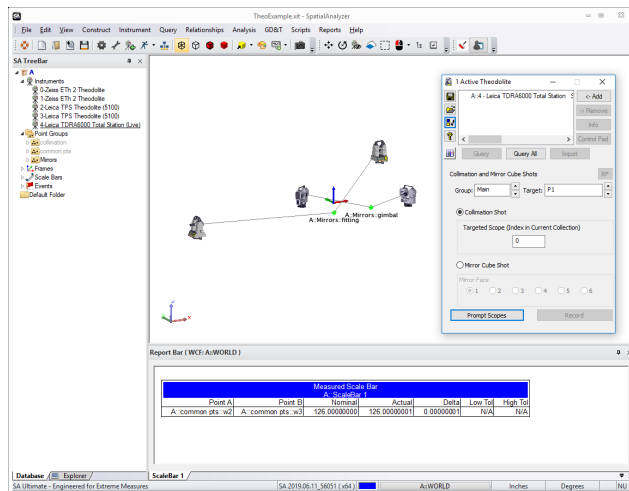 TheoExample.xit - SpatialAnalyzer
File Edit View Construct Instrument Query Relationships Analysis GD&T Scripts Reports Help
SA TreeBar
A
Instruments
0-Zeiss ETh 2 Theodolite
1-Zeiss ETh 2 Theodolite
2-Leica TPS Theodolite (5100)
3-Leica TPS Theodolite (5100)
4-Leica TDRA6000 Total Station (Live)
Point Groups
collimation
common pts
Mirrors
Frames
Scale Bars
Events
Default Folder
A::Mirrors::fitting
A::Mirrors::gimbal
z
x
1 Active Theodolite
A::4 - Leica TDRA6000 Total Station S
<- Add
-> Remove
Info
Control Pad
Query Query All Import
Collimation and Mirror Cube Shots
RP
Group: Main Target: P1
Collimation Shot
Targeted Scope (Index in Current Collection)
0
Mirror Cube Shot
Mirror Face
1 2 3 4 5 6
Prompt Scopes Record
Report Bar ( WCF: A::WORLD )
Measured Scale Bar
A::ScaleBar 1
Point A Point B Nominal Actual Delta Low Tol High Tol
A::common pts::w2 A::common pts::w3 126.00000000 126.00000001 0.00000001 N/A N/A
Database Explorer ScaleBar 1
SA Ultimate - Engineered for Extreme Measures SA 2019.06.11_56051 ( x64 ) A::WORLD Inches Degrees NU